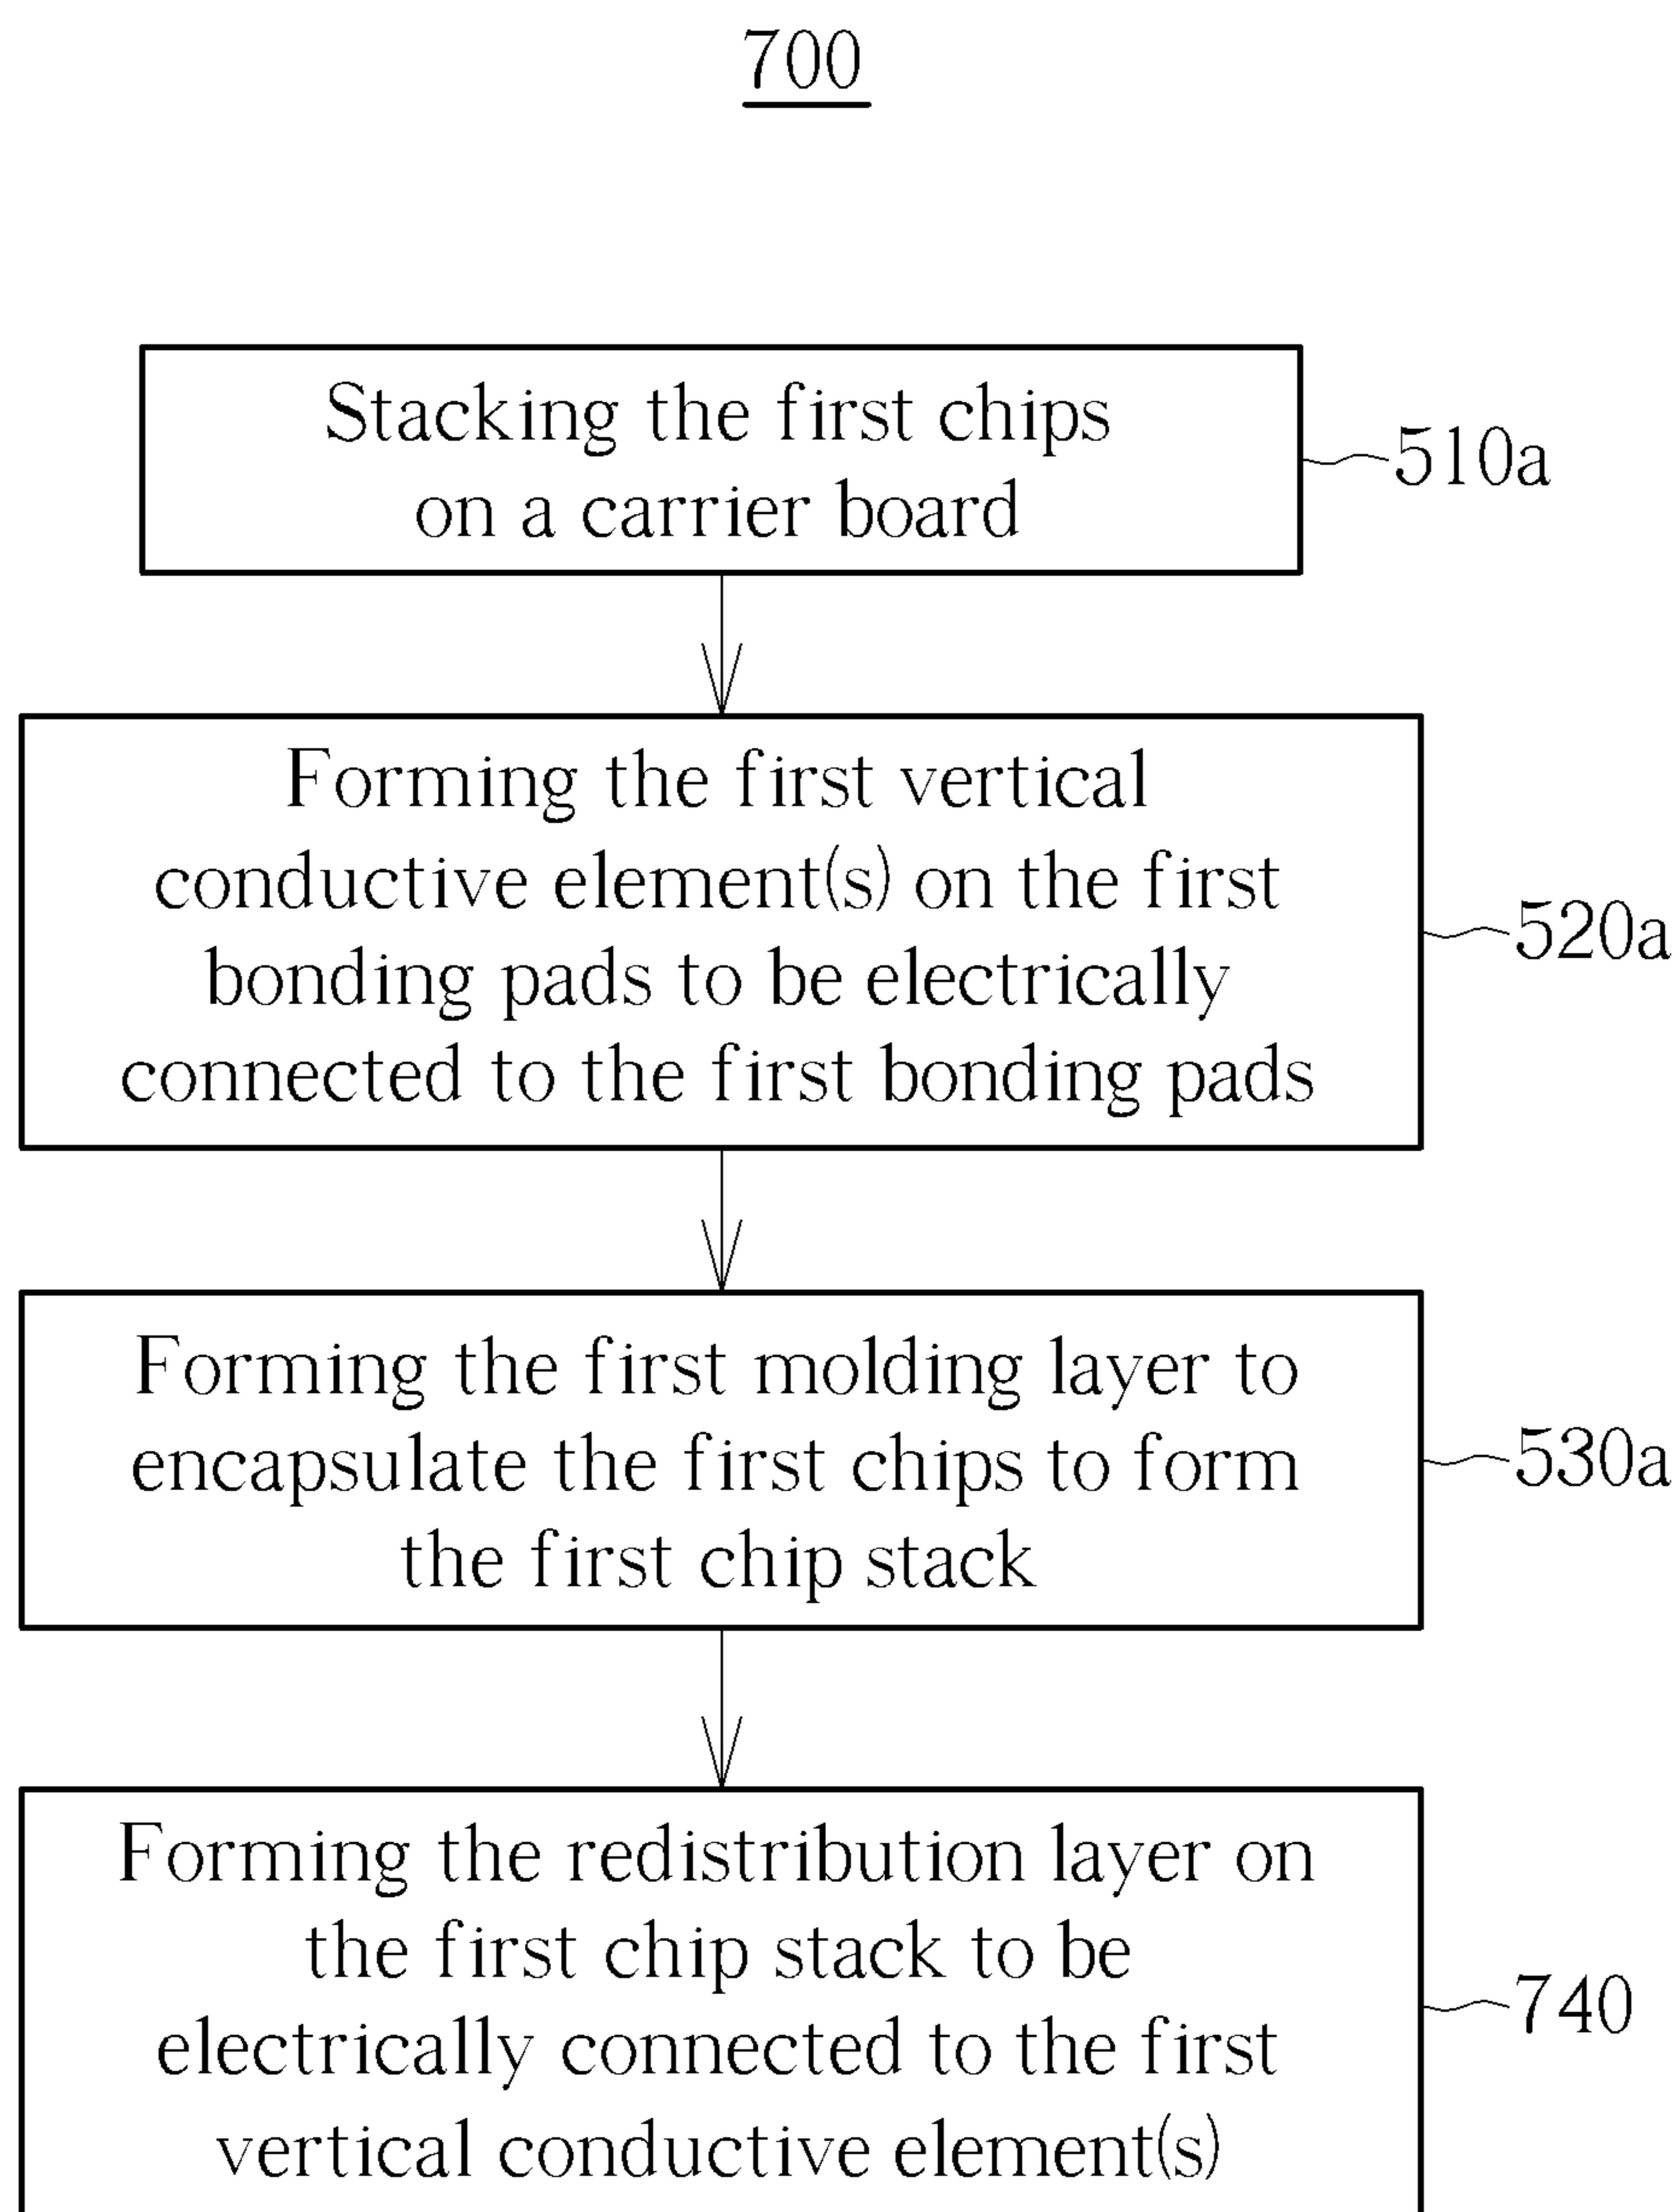 700
Stacking the first chips
on a carrier board
510a
Forming the first vertical
conductive element(s) on the first
bonding pads to be electrically
connected to the first bonding pads
520a
Forming the first molding layer to
encapsulate the first chips to form
the first chip stack
530a
Forming the redistribution layer on
the first chip stack to be
electrically connected to the first
vertical conductive element(s)
740